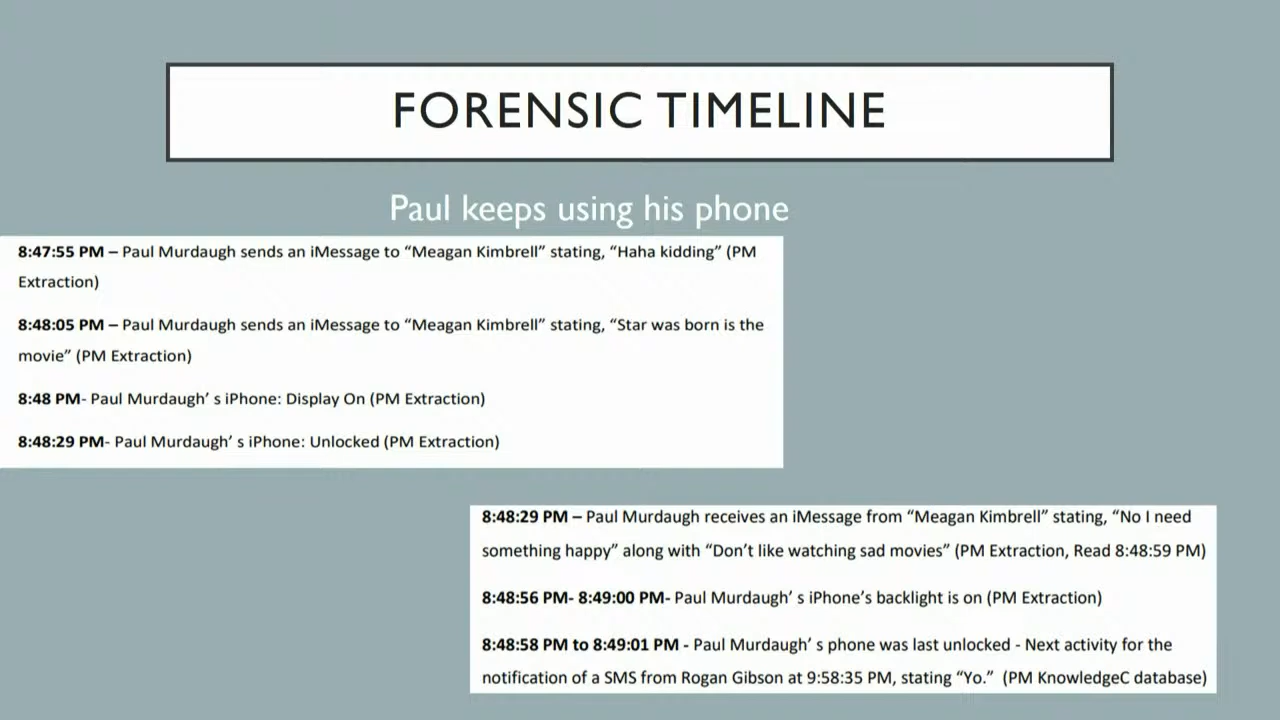 FORENSIC TIMELINE
Paul keeps using his phone
8:47:55 PM – Paul Murdaugh sends an iMessage to “Meagan Kimbrell” stating, “Haha kidding” (PM
Extraction)
8:48:05 PM – Paul Murdaugh sends an iMessage to “Meagan Kimbrell” stating, “Star was born is the
movie” (PM Extraction)
8:48 PM- Paul Murdaugh’ s iPhone: Display On (PM Extraction)
8:48:29 PM- Paul Murdaugh’ s iPhone: Unlocked (PM Extraction)
8:48:29 PM – Paul Murdaugh receives an iMessage from “Meagan Kimbrell” stating, “No I need
something happy” along with “Don’t like watching sad movies” (PM Extraction, Read 8:48:59 PM)
8:48:56 PM- 8:49:00 PM- Paul Murdaugh’ s iPhone’s backlight is on (PM Extraction)
8:48:58 PM to 8:49:01 PM - Paul Murdaugh’ s phone was last unlocked - Next activity for the
notification of a SMS from Rogan Gibson at 9:58:35 PM, stating “Yo.” (PM KnowledgeC database)